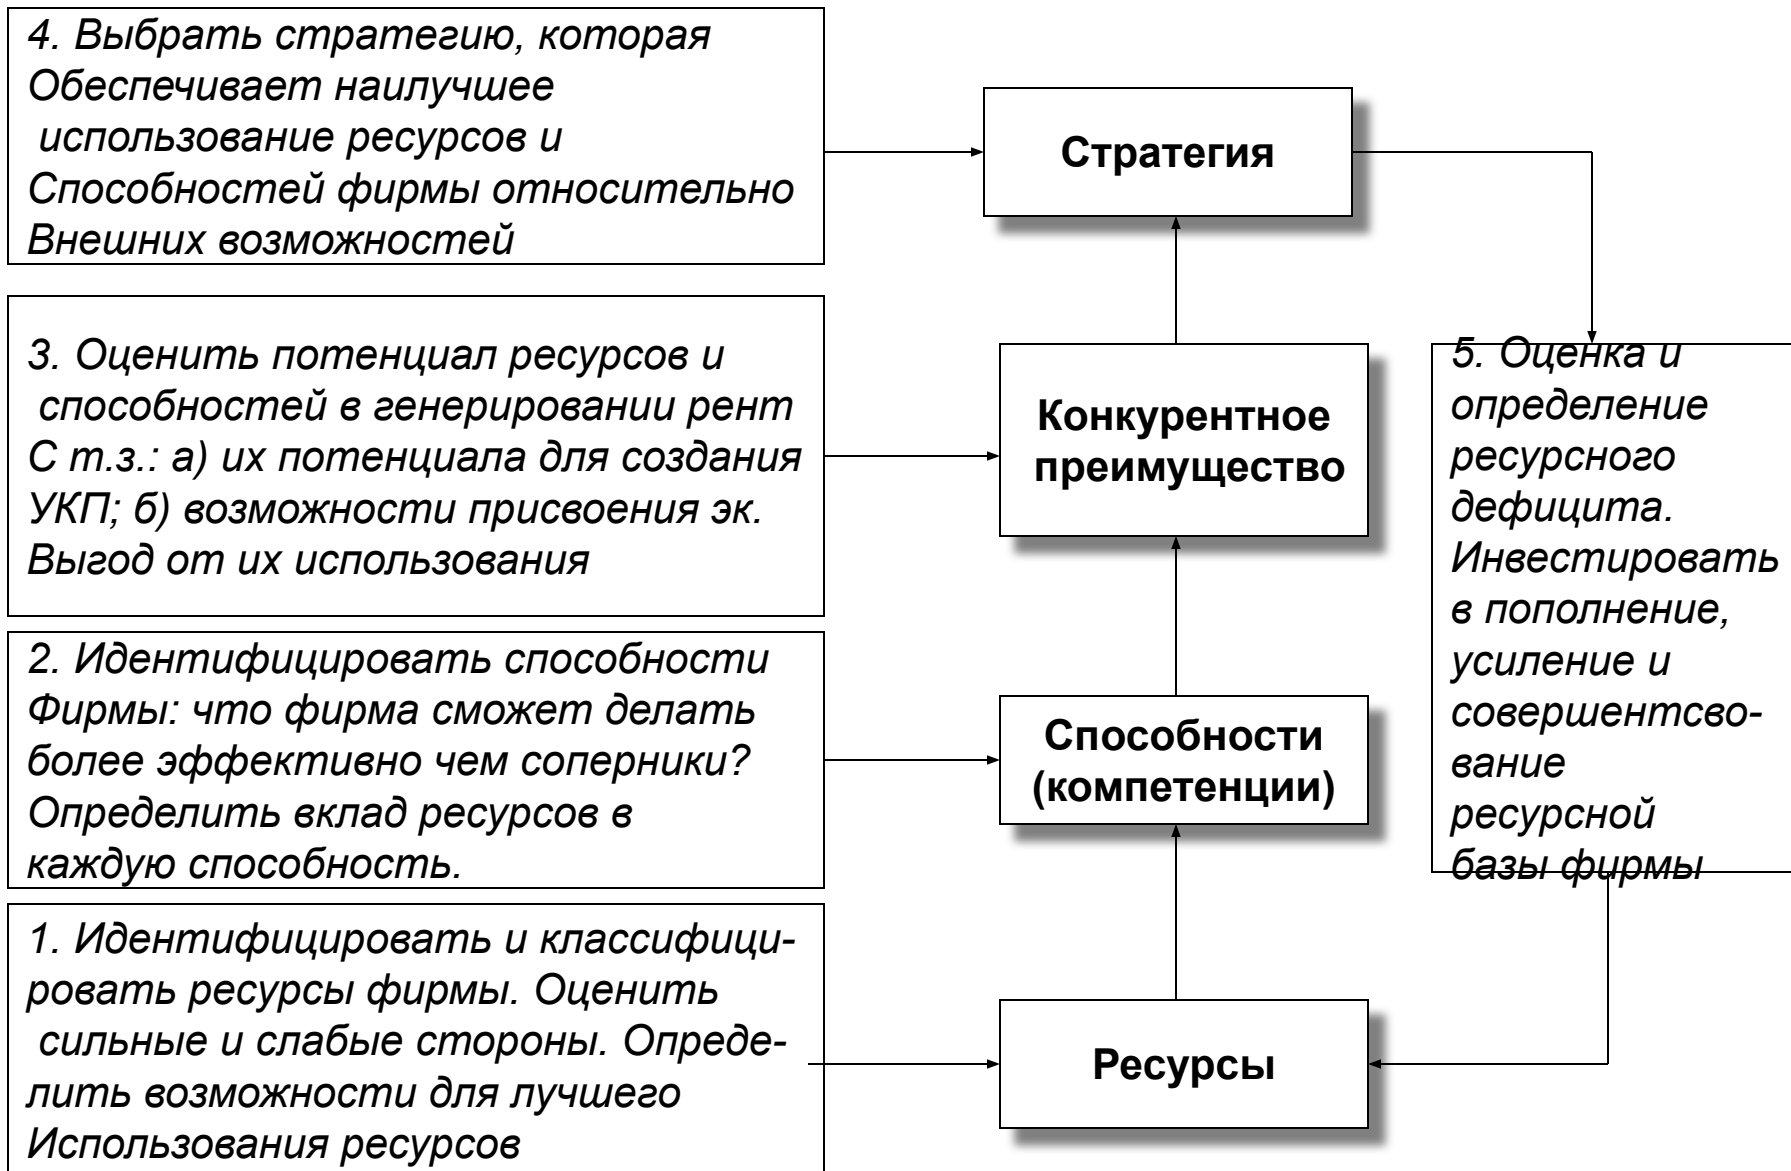 4. Выбрать стратегию, которая
Обеспечивает наилучшее
использование ресурсов и
Способностей фирмы относительно
Внешних возможностей
Стратегия
3. Оценить потенциал ресурсов и
способностей в генерировании рент
С т.з.: а) их потенциала для создания
УКП; б) возможности присвоения эк.
Выгод от их использования
Конкурентное
преимущество
5. Оценка и
определение
ресурсного
дефицита.
Инвестировать
в пополнение,
усиление и
совершентсво-
вание
ресурсной
базы фирмы
2. Идентифицировать способности
Фирмы: что фирма сможет делать
более эффективно чем соперники?
Определить вклад ресурсов в
каждую способность.
Способности
(компетенции)
1. Идентифицировать и классифици-
ровать ресурсы фирмы. Оценить
сильные и слабые стороны. Опреде-
лить возможности для лучшего
Использования ресурсов
Ресурсы